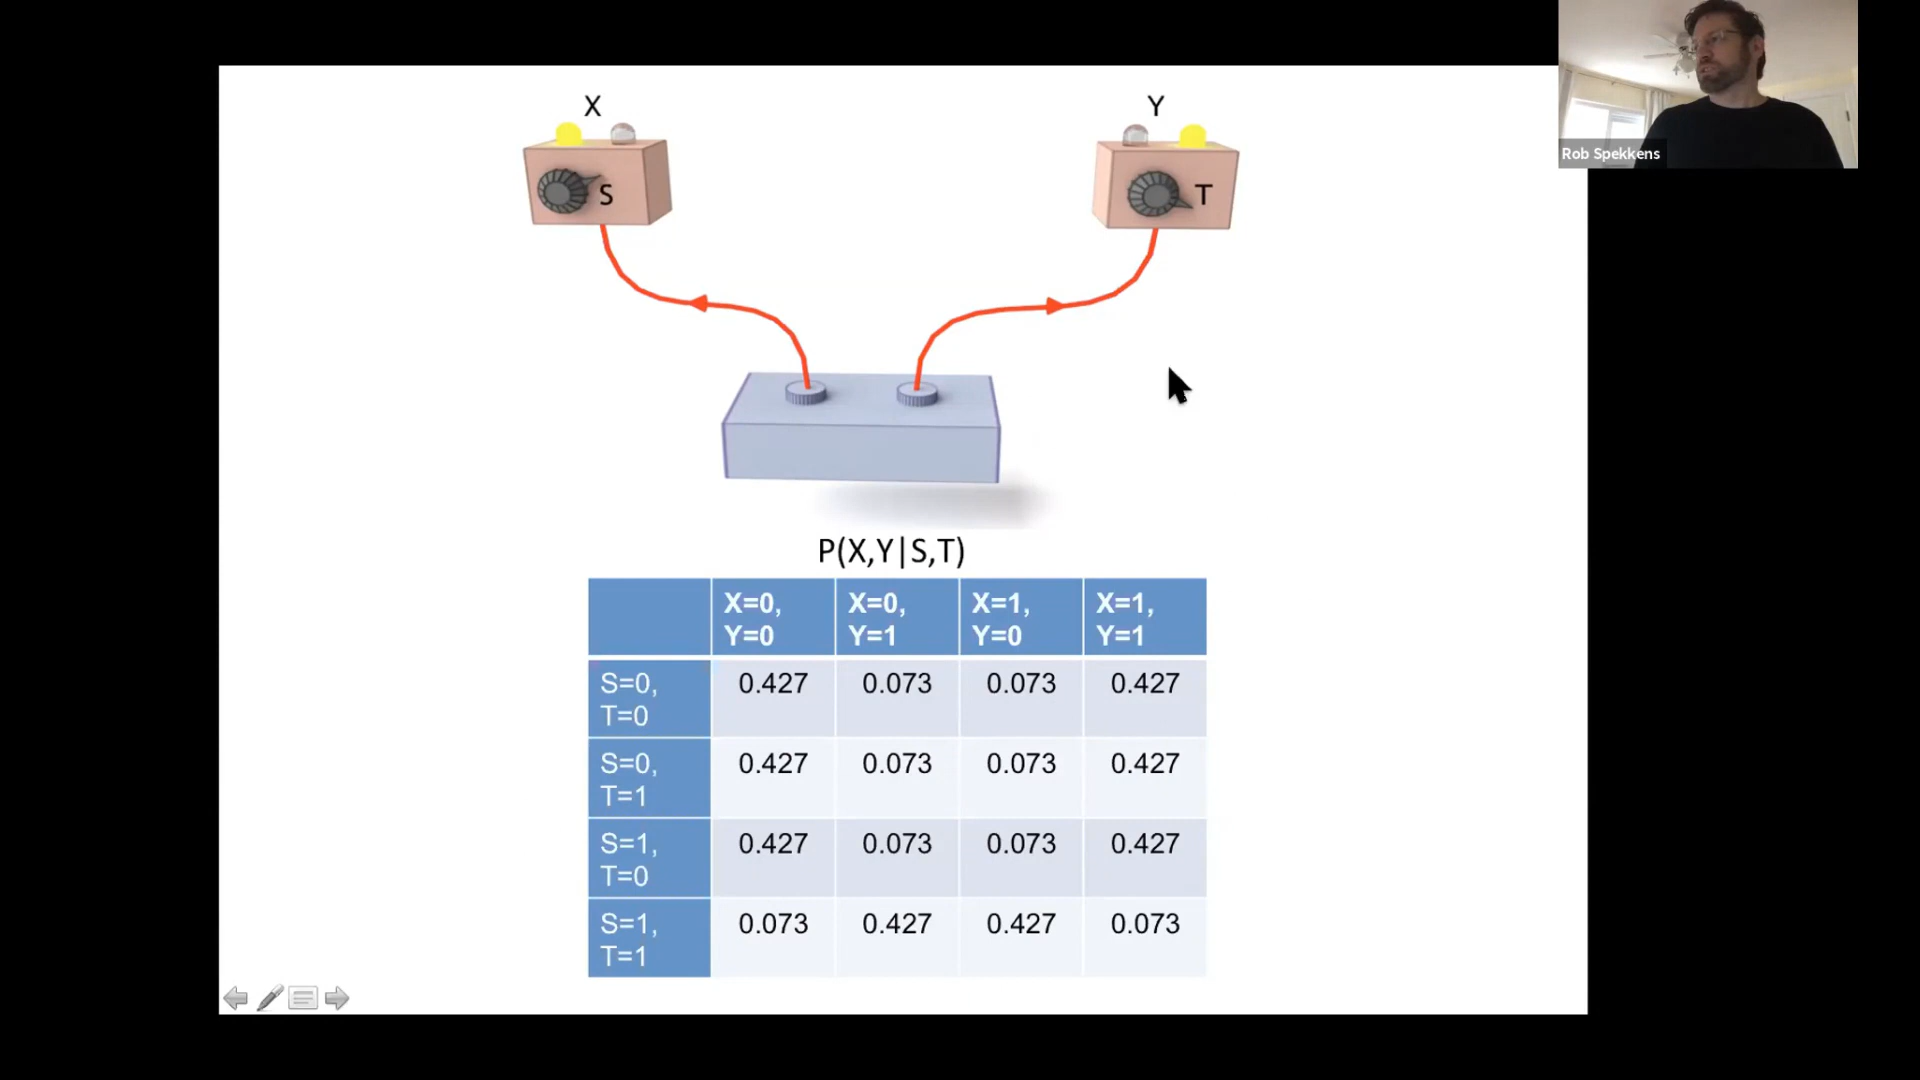 X
Y
Rob Spekkens
S
T
P(X,Y|S,T)
X=0, X=0, X=1, X=1,
Y=0 Y=1 Y=0 Y=1
S=0, 0.427 0.073 0.073 0.427
T=0
S=0, 0.427 0.073 0.073 0.427
T=1
S=1, 0.427 0.073 0.073 0.427
T=0
S=1, 0.073 0.427 0.427 0.073
T=1